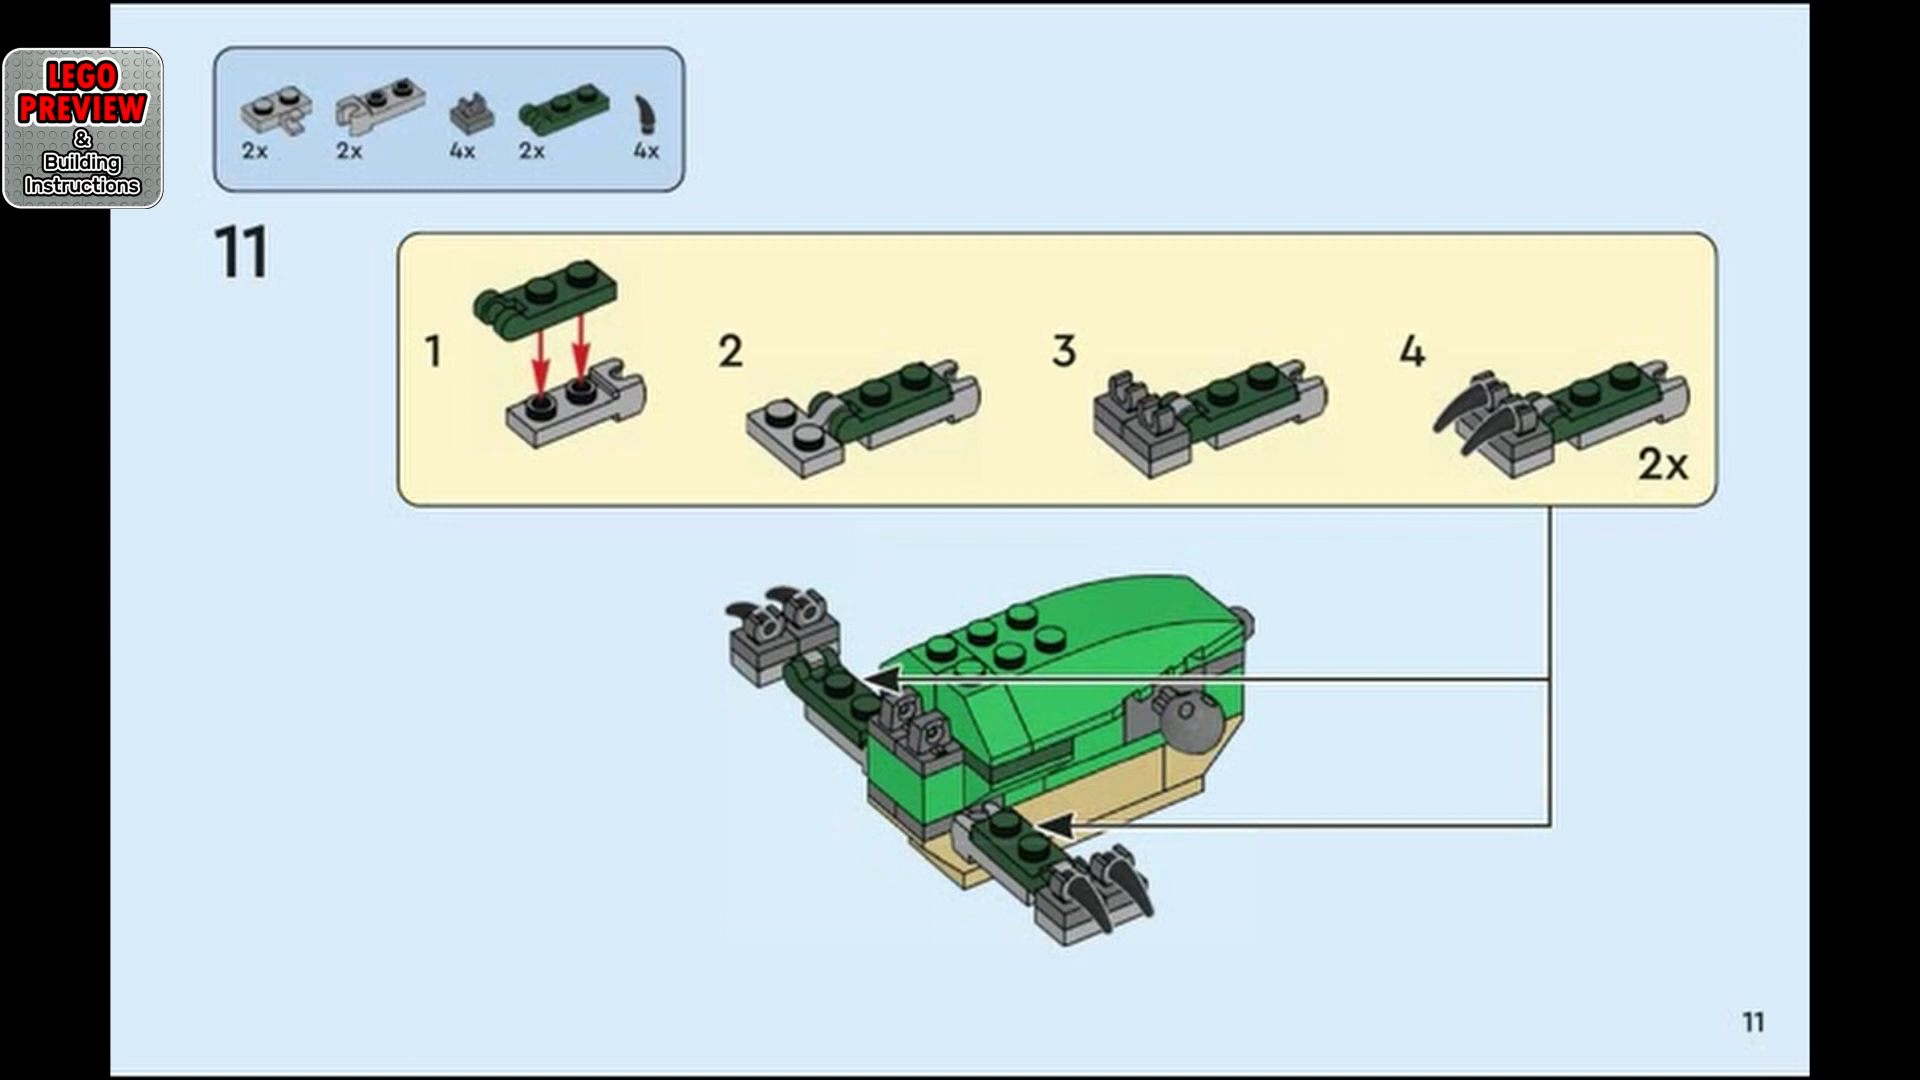 LEGO
PREVIEW
&
Building
Instructions
2x 2x 4x 2x 4x
11
1 2 3 4
2x
11